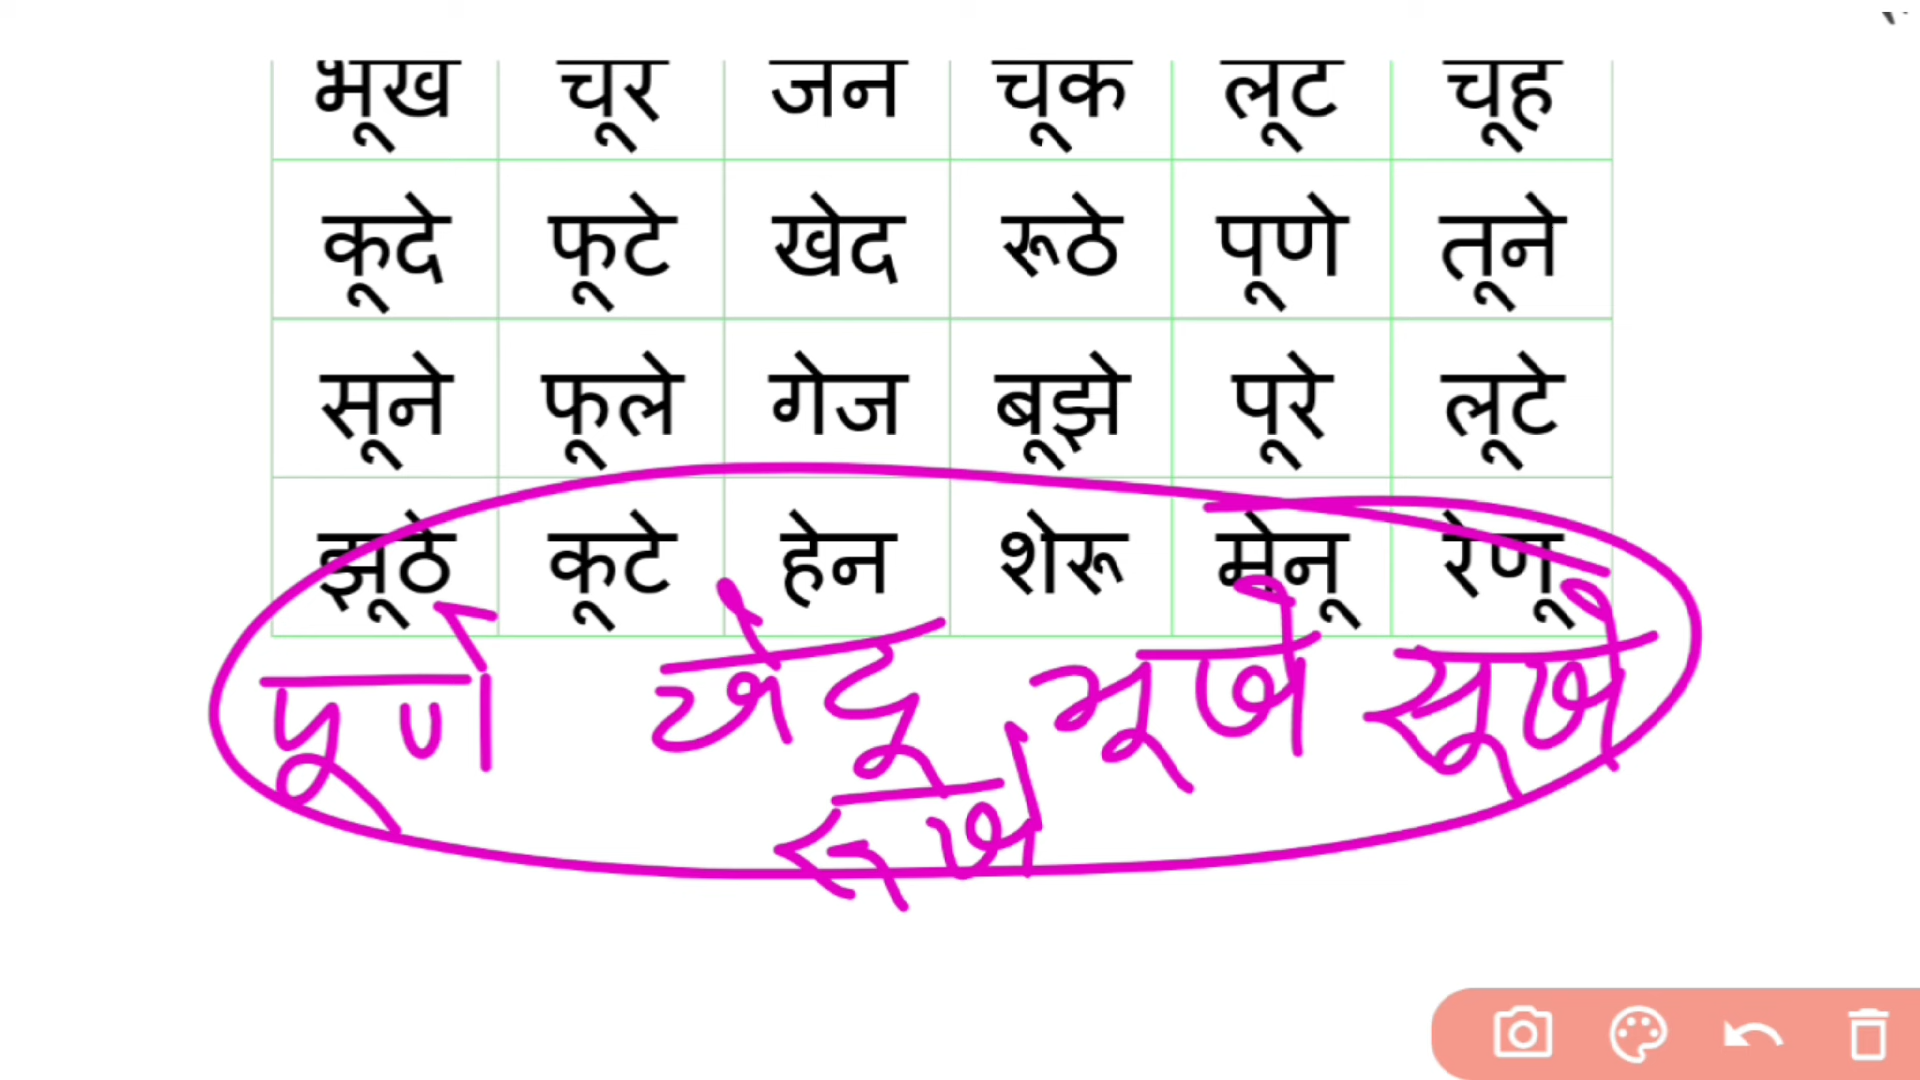 भूख चूर जन चूक लूट चूह
कूदे फूटे खेद रूठे पूणे तूने
सूने फूले गेज बूझे पूरे लूटे
झूठे कूटे हेन शेरू मेनू रेणू
पूणे खेदू भूखे सूखे
रूखे